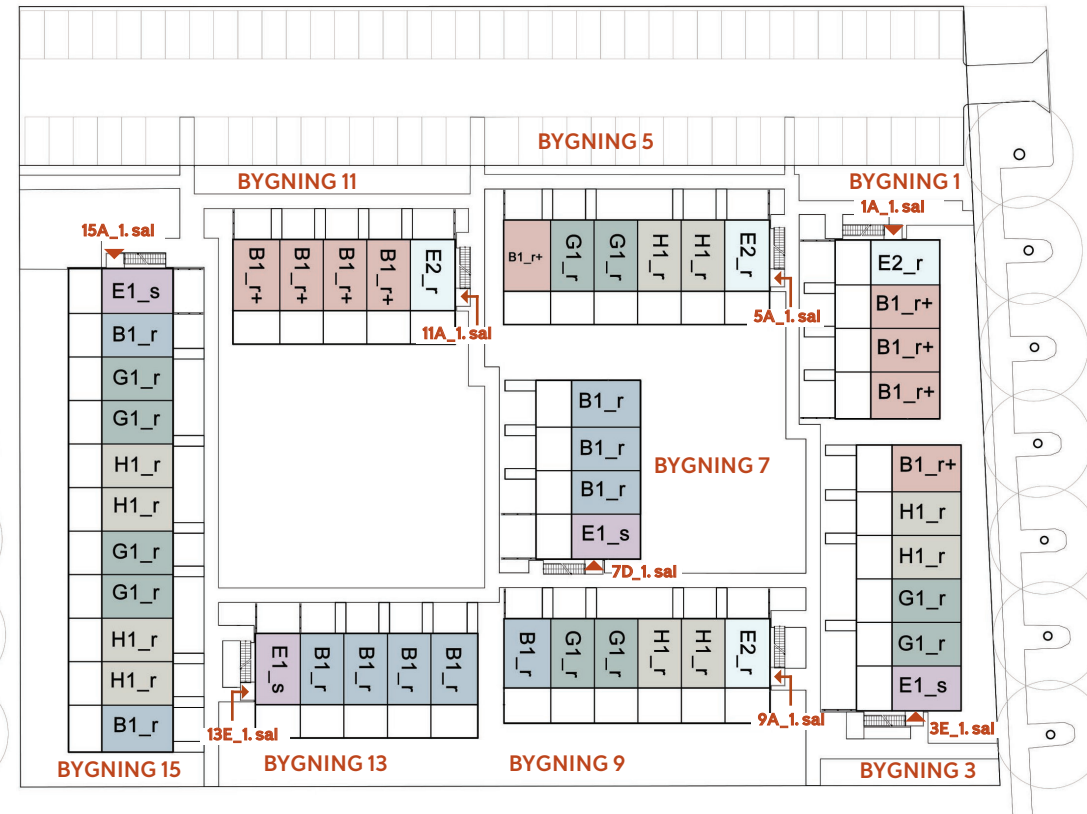 BYGNING 5
BYGNING 11
BYGNING 1
1A_1. sal
15A_1. sal
E1_s
B1_r
G1_r
G1_r
H1_r
H1_r
G1_r
G1_r
H1_r
H1_r
B1_r
BYGNING 15
B1_r+
B1_r+
B1_r+
B1_r+
E2_r
11A_1. sal
B1_r+
G1_r
G1_r
H1_r
H1_r
E2_r
5A_1. sal
E2_r
B1_r+
B1_r+
B1_r+
B1_r
B1_r
B1_r
E1_s
BYGNING 7
7D_1. sal
B1_r+
H1_r
H1_r
G1_r
G1_r
E1_s
3E_1. sal
BYGNING 3
E1_s
B1_r
B1_r
B1_r
B1_r
13E_1. sal
BYGNING 13
B1_r
G1_r
G1_r
H1_r
H1_r
E2_r
9A_1. sal
BYGNING 9